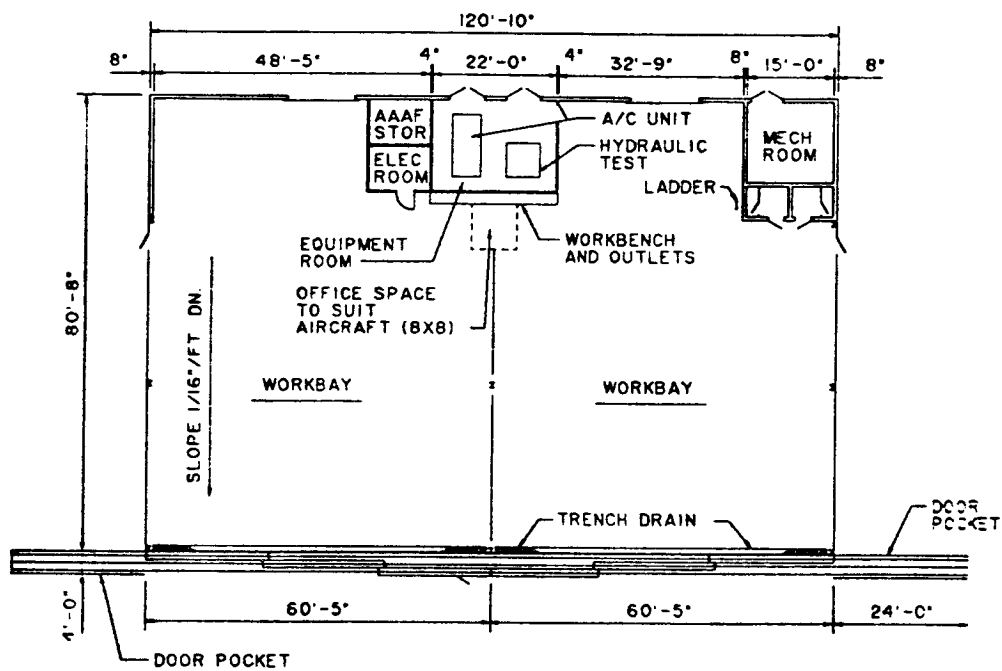 120'-10"
8"
48'-5"
4"
22'-0"
4"
32'-9"
8"
15'-0"
8"
AAAF
STOR
ELEC
ROOM
A/C UNIT
HYDRAULIC
TEST
MECH
ROOM
LADDER
EQUIPMENT
ROOM
WORKBENCH
AND OUTLETS
OFFICE SPACE
TO SUIT
AIRCRAFT (8X8)
80'-8"
SLOPE 1/16"/FT DN.
WORKBAY
WORKBAY
TRENCH DRAIN
DOOR
POCKET
60'-5"
60'-5"
24'-0"
DOOR POCKET